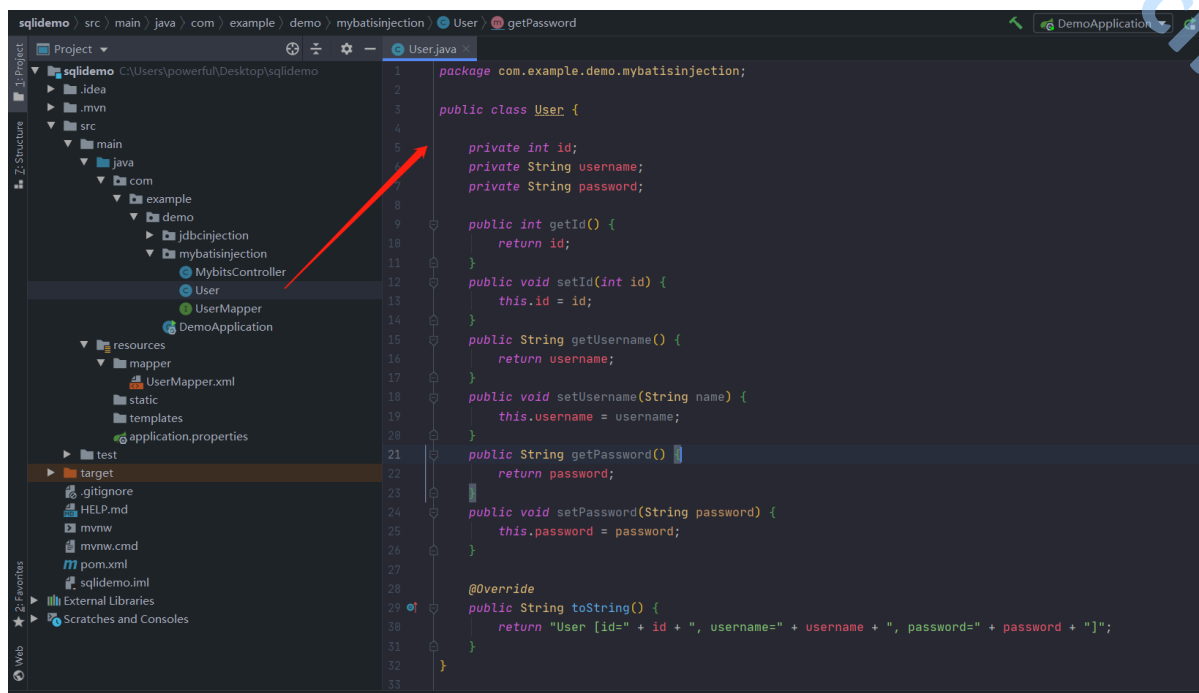 sqlidemo 〉 src 〉 main 〉 java 〉 com 〉 example 〉 demo 〉 mybatisinjection 〉 User 〉 getPassword
DemoApplication
1: Project
Z: Structure
2: Favorites
Web
Project
sqlidemo C:\Users\powerful\Desktop\sqlidemo
.idea
.mvn
src
main
java
com
example
demo
jdbcinjection
mybatisinjection
MybitsController
User
UserMapper
DemoApplication
resources
mapper
UserMapper.xml
static
templates
application.properties
test
target
.gitignore
HELP.md
mvnw
mvnw.cmd
pom.xml
sqlidemo.iml
External Libraries
Scratches and Consoles
User.java
1 package com.example.demo.mybatisinjection;
2
3 public class User {
4
5 private int id;
6 private String username;
7 private String password;
8
9 public int getId() {
10 return id;
11 }
12 public void setId(int id) {
13 this.id = id;
14 }
15 public String getUsername() {
16 return username;
17 }
18 public void setUsername(String name) {
19 this.username = username;
20 }
21 public String getPassword() {
22 return password;
23 }
24 public void setPassword(String password) {
25 this.password = password;
26 }
27
28 @Override
29 public String toString() {
30 return "User [id=" + id + ", username=" + username + ", password=" + password + "]";
31 }
32 }
33